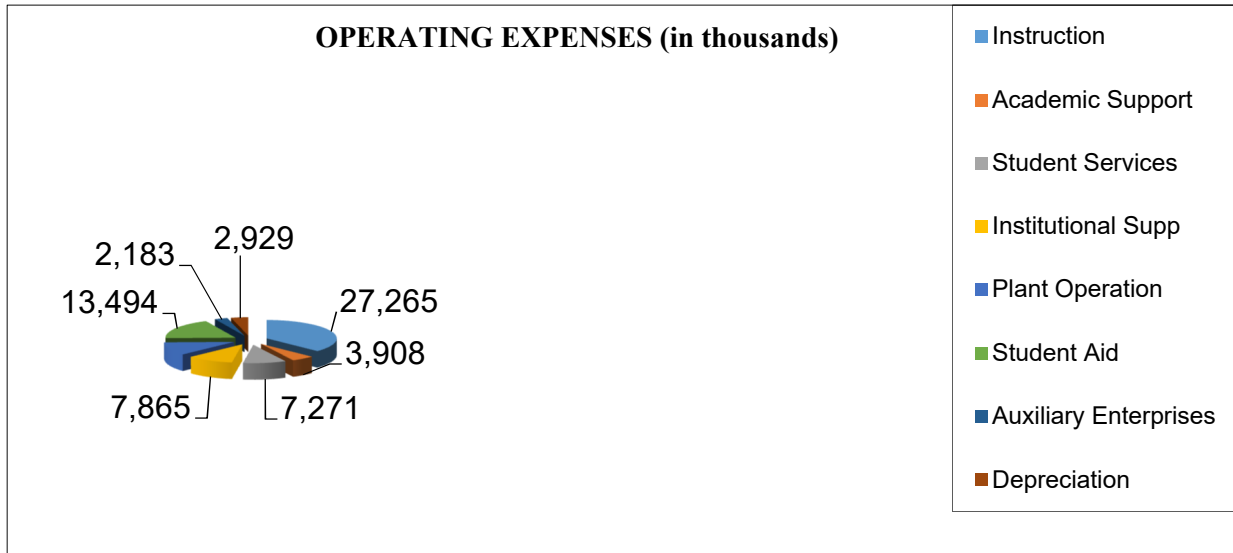 OPERATING EXPENSES (in thousands)
2,929
2,183
13,494
27,265
3,908
7,865
7,271
Instruction
Academic Support
Student Services
Institutional Supp
Plant Operation
Student Aid
Auxiliary Enterprises
Depreciation